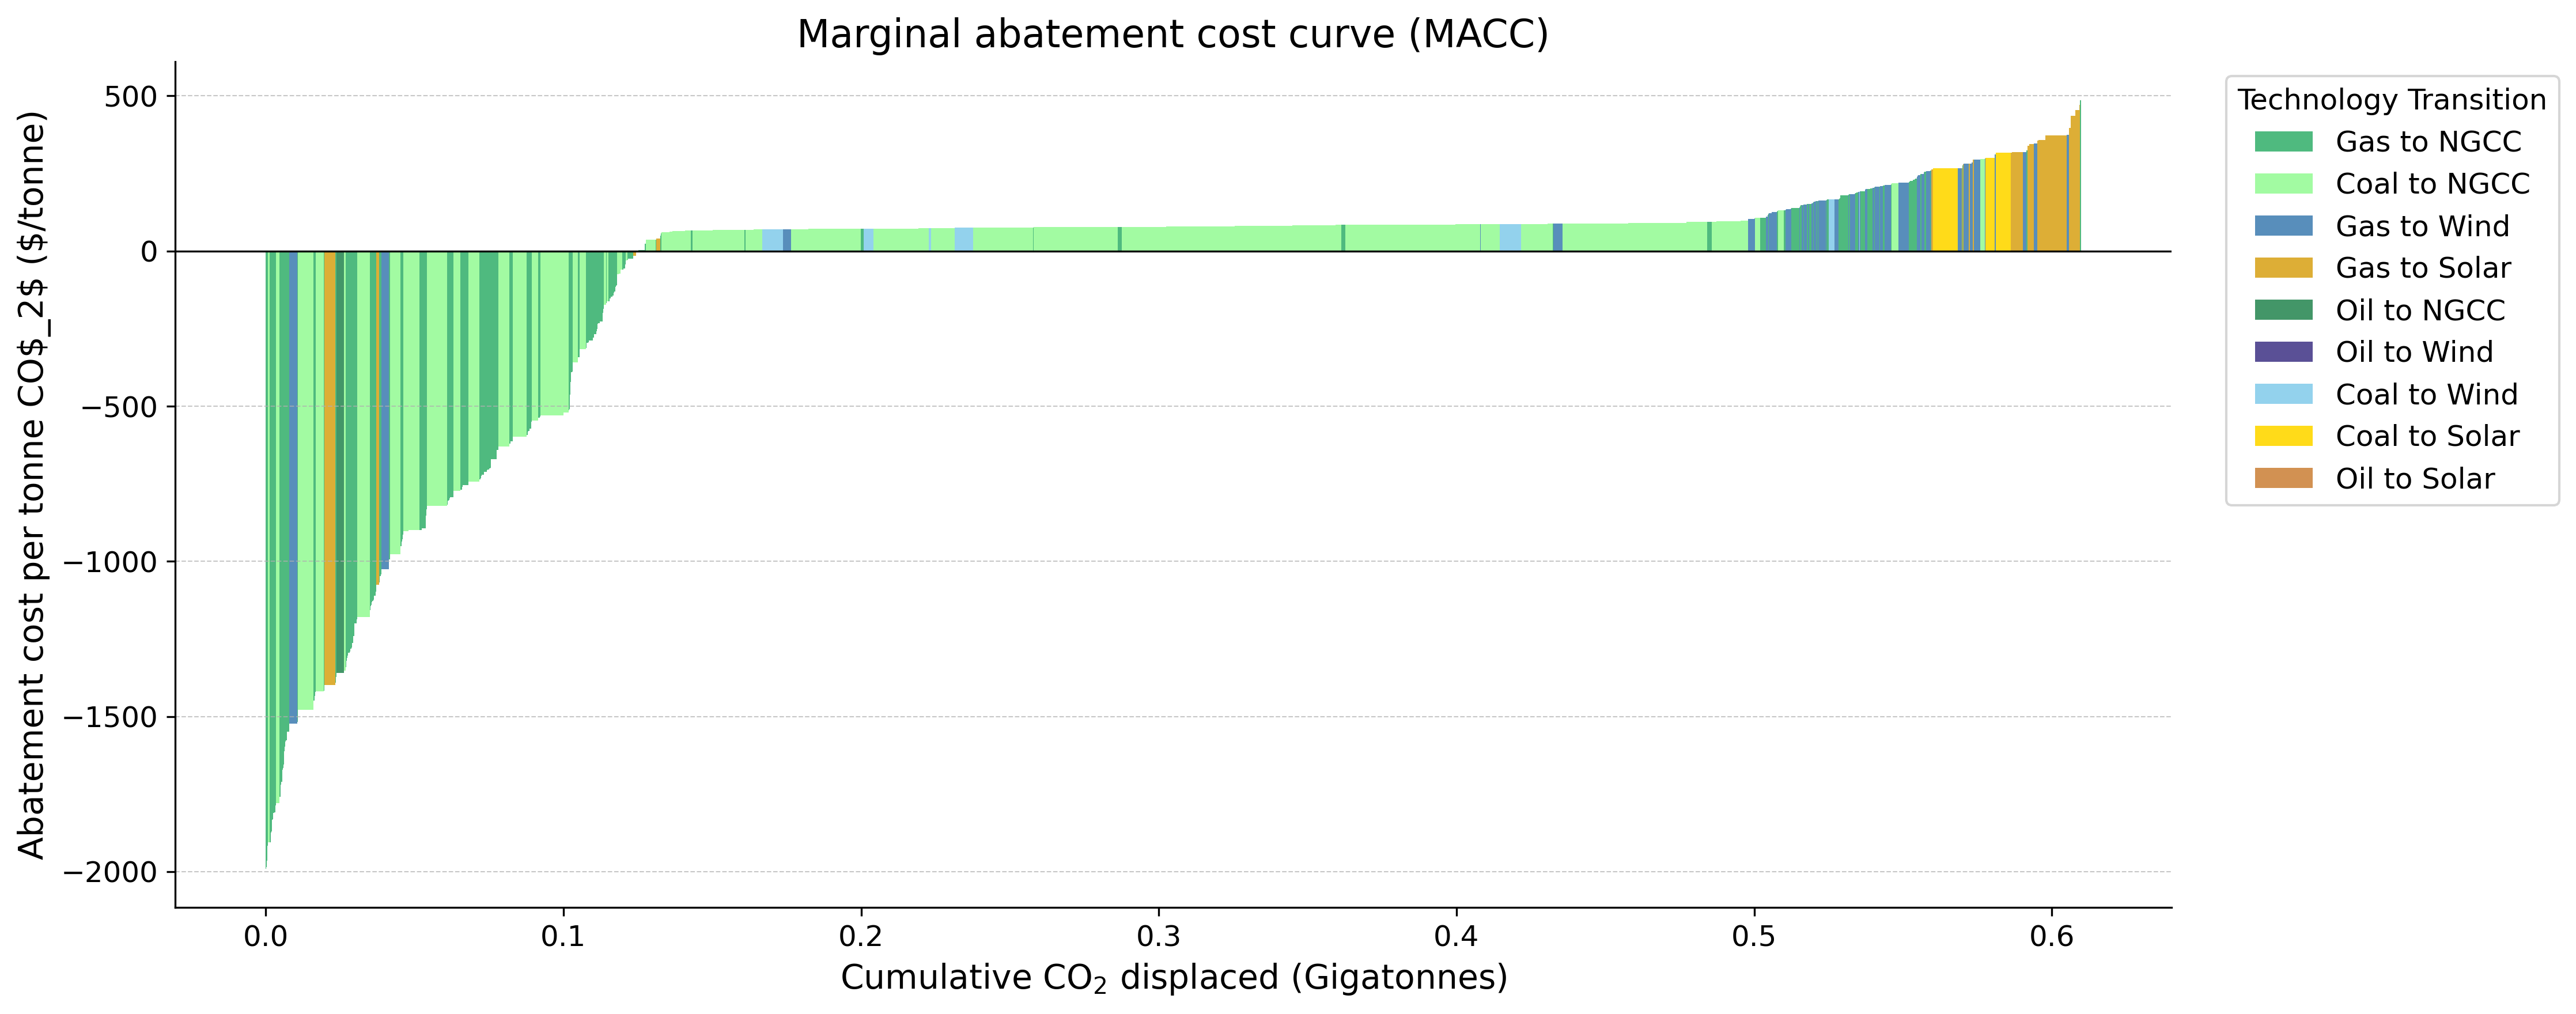 Marginal abatement cost curve (MACC)
Abatement cost per tonne CO$_2$ ($/tonne)
500
0
−500
−1000
−1500
−2000
0.0
0.1
0.2
0.3
0.4
0.5
0.6
Cumulative CO₂ displaced (Gigatonnes)
Technology Transition
Gas to NGCC
Coal to NGCC
Gas to Wind
Gas to Solar
Oil to NGCC
Oil to Wind
Coal to Wind
Coal to Solar
Oil to Solar